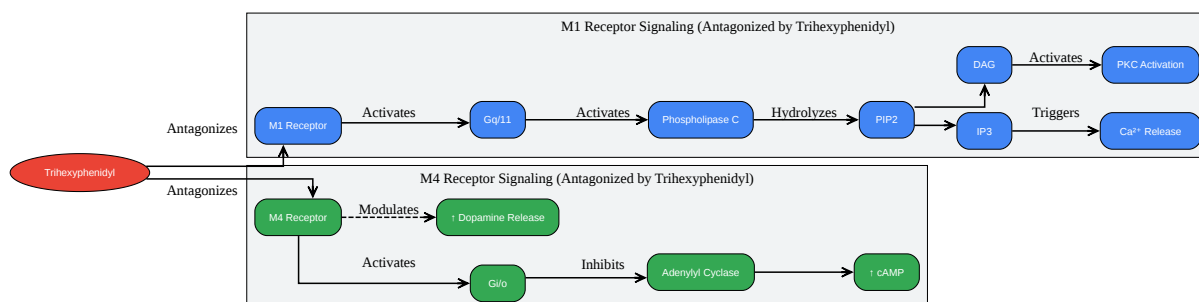 M1 Receptor Signaling (Antagonized by Trihexyphenidyl)
DAG
Activates
PKC Activation
Antagonizes
M1 Receptor
Activates
Gq/11
Activates
Phospholipase C
Hydrolyzes
PIP2
IP3
Triggers
Ca²⁺ Release
Trihexyphenidyl
Antagonizes
M4 Receptor Signaling (Antagonized by Trihexyphenidyl)
M4 Receptor
Modulates
↑ Dopamine Release
Activates
Gi/o
Inhibits
Adenylyl Cyclase
↑ cAMP